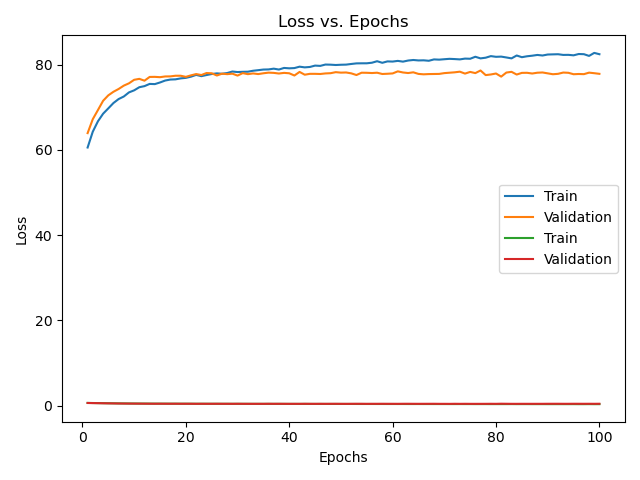 Loss vs. Epochs
80
60
40
20
0
Loss
Train
Validation
Train
Validation
0 20 40 60 80 100
Epochs